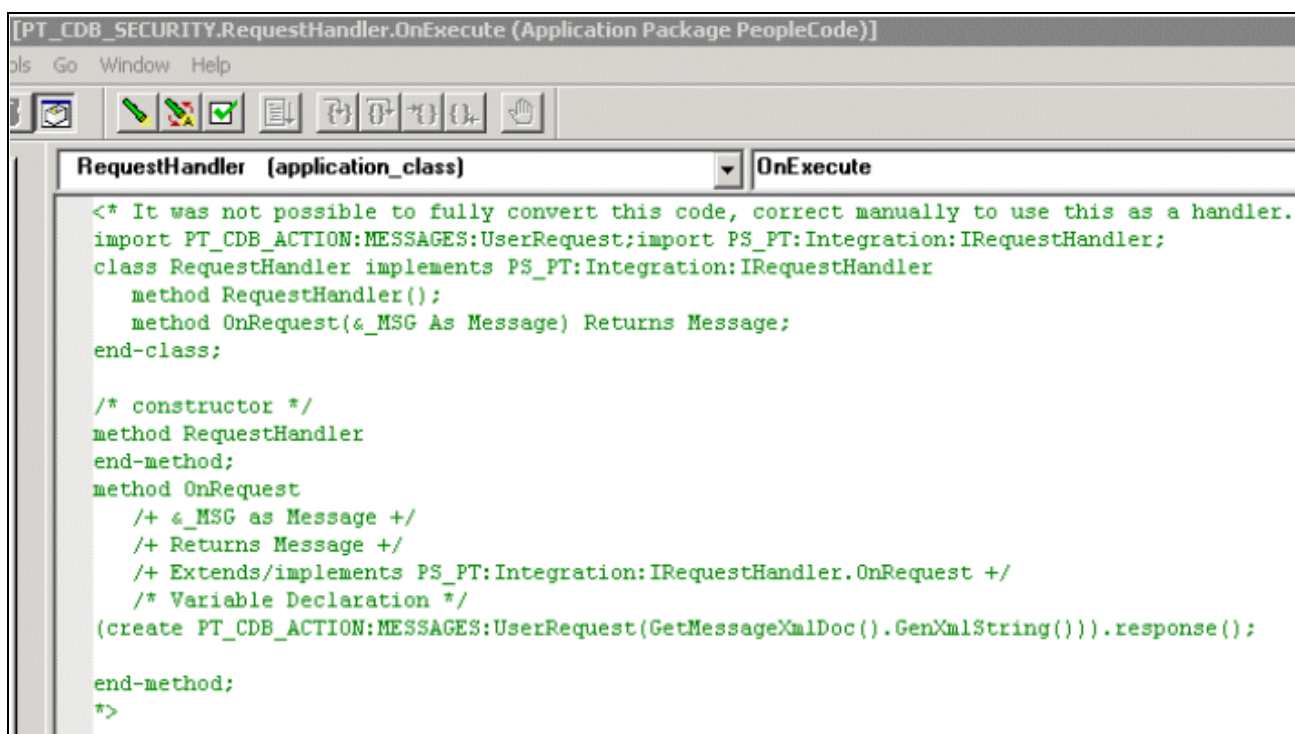 [PT_CDB_SECURITY.RequestHandler.OnExecute (Application Package PeopleCode)]
ols Go Window Help
RequestHandler (application_class) OnExecute
<* It was not possible to fully convert this code, correct manually to use this as a handler.
import PT_CDB_ACTION:MESSAGES:UserRequest;import PS_PT:Integration:IRequestHandler;
class RequestHandler implements PS_PT:Integration:IRequestHandler
   method RequestHandler();
   method OnRequest(&_MSG As Message) Returns Message;
end-class;
/* constructor */
method RequestHandler
end-method;
method OnRequest
   /+ &_MSG as Message +/
   /+ Returns Message +/
   /+ Extends/implements PS_PT:Integration:IRequestHandler.OnRequest +/
   /* Variable Declaration */
(create PT_CDB_ACTION:MESSAGES:UserRequest(GetMessageXmlDoc().GenXmlString())).response();
end-method;
*>